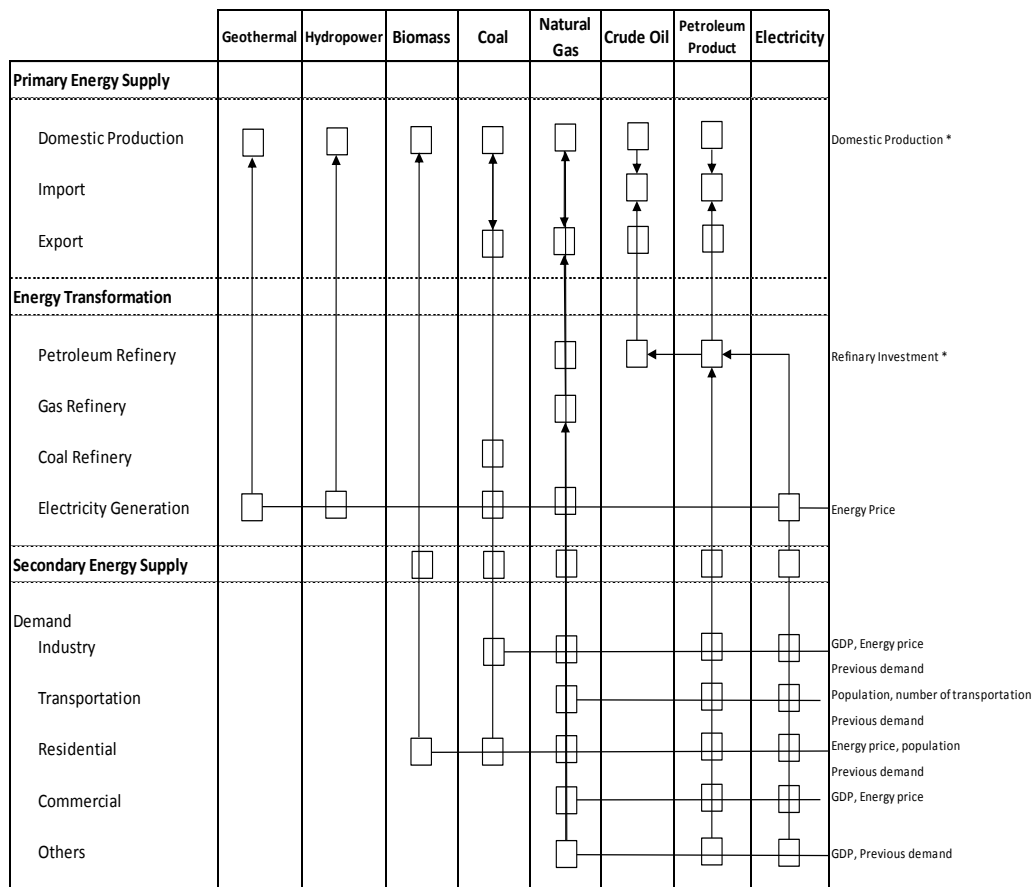 Geothermal Hydropower Biomass Coal Natural Gas Crude Oil Petroleum Product Electricity
Primary Energy Supply
Domestic Production Domestic Production *
Import
Export
Energy Transformation
Petroleum Refinery Refinary Investment *
Gas Refinery
Coal Refinery
Electricity Generation Energy Price
Secondary Energy Supply
Demand
Industry GDP, Energy price
Previous demand
Transportation Population, number of transportation
Previous demand
Residential Energy price, population
Previous demand
Commercial GDP, Energy price
Others GDP, Previous demand